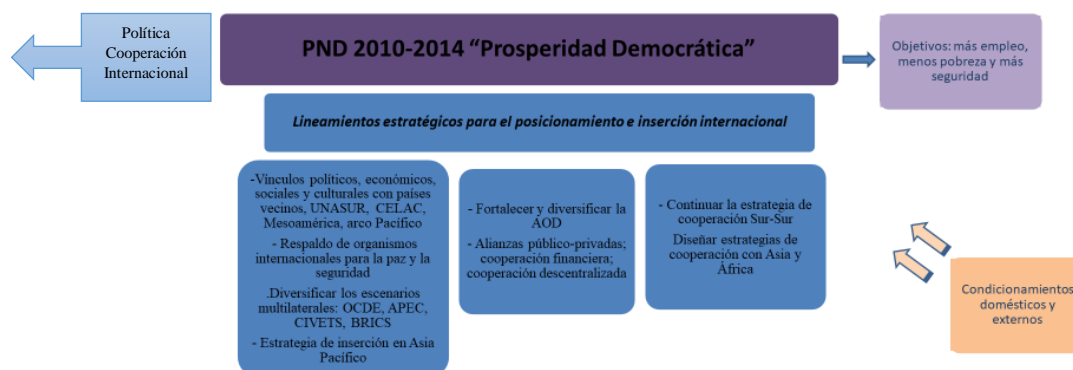 Política
Cooperación
Internacional
PND 2010-2014 “Prosperidad Democrática”
Objetivos: más empleo,
menos pobreza y más
seguridad
Lineamientos estratégicos para el posicionamiento e inserción internacional
-Vínculos políticos, económicos,
sociales y culturales con países
vecinos, UNASUR, CELAC,
Mesoamérica, arco Pacífico
- Respaldo de organismos
internacionales para la paz y la
seguridad
.Diversificar los escenarios
multilaterales: OCDE, APEC,
CIVETS, BRICS
- Estrategia de inserción en Asia
Pacífico
- Fortalecer y diversificar la
AOD
- Alianzas público-privadas;
cooperación financiera;
cooperación descentralizada
- Continuar la estrategia de
cooperación Sur-Sur
Diseñar estrategias de
cooperación con Asia y
África
Condicionamientos
domésticos y
externos